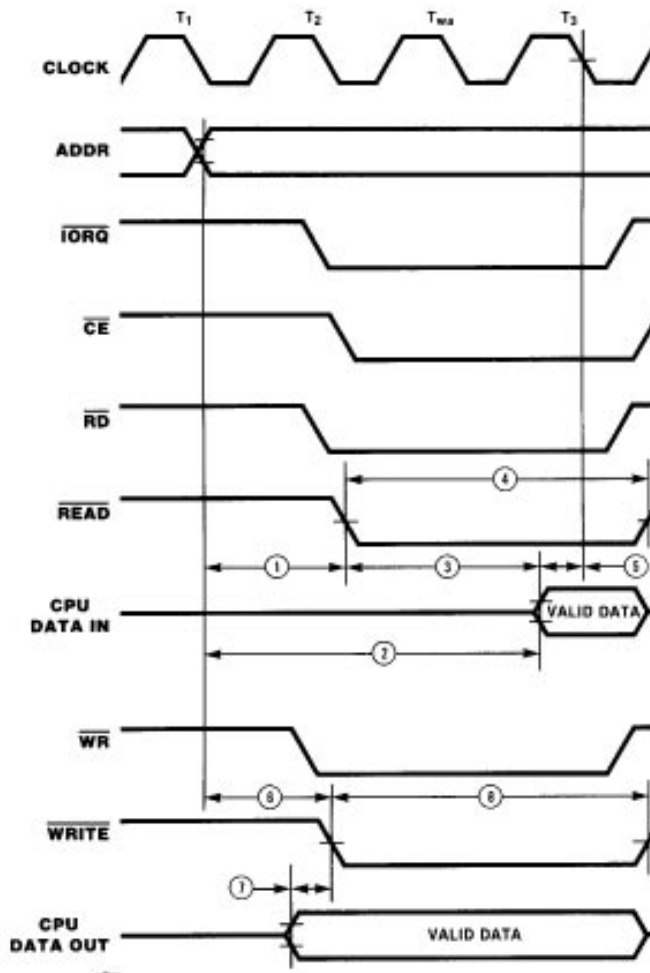 T1 T2 Twa T3
CLOCK
ADDR
IORQ
CE
RD
4
READ
1 3 5
CPU
DATA IN
VALID DATA
2
WR
6 8
WRITE
7
CPU
DATA OUT
VALID DATA